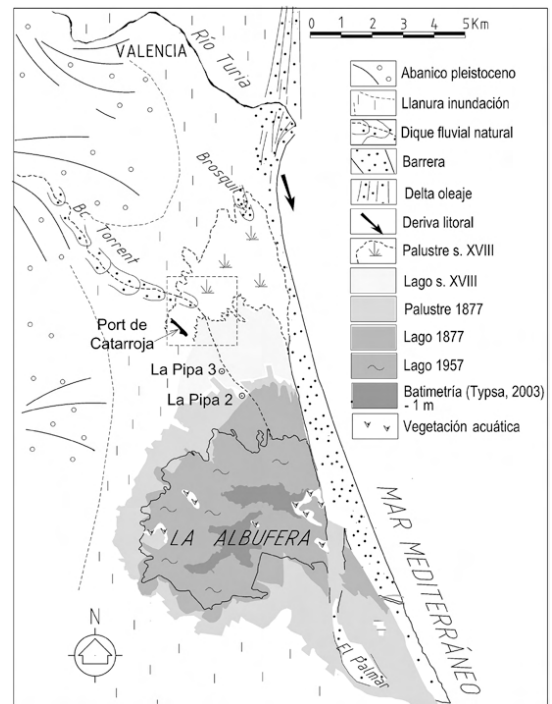 VALENCIA
Río Turia
0 1 2 3 4 5 Km
Abanico pleistoceno
Llanura inundación
Dique fluvial natural
Barrera
Delta oleaje
Deriva litoral
Palustre s. XVIII
Lago s. XVIII
Palustre 1877
Lago 1877
Lago 1957
Batimetría (Typsa, 2003)
- 1 m
Vegetación acuática
Brosquil
Bc Torrent
Port de
Catarroja
La Pipa 3
La Pipa 2
LA ALBUFERA
MAR MEDITERRÁNEO
El Palmar
N